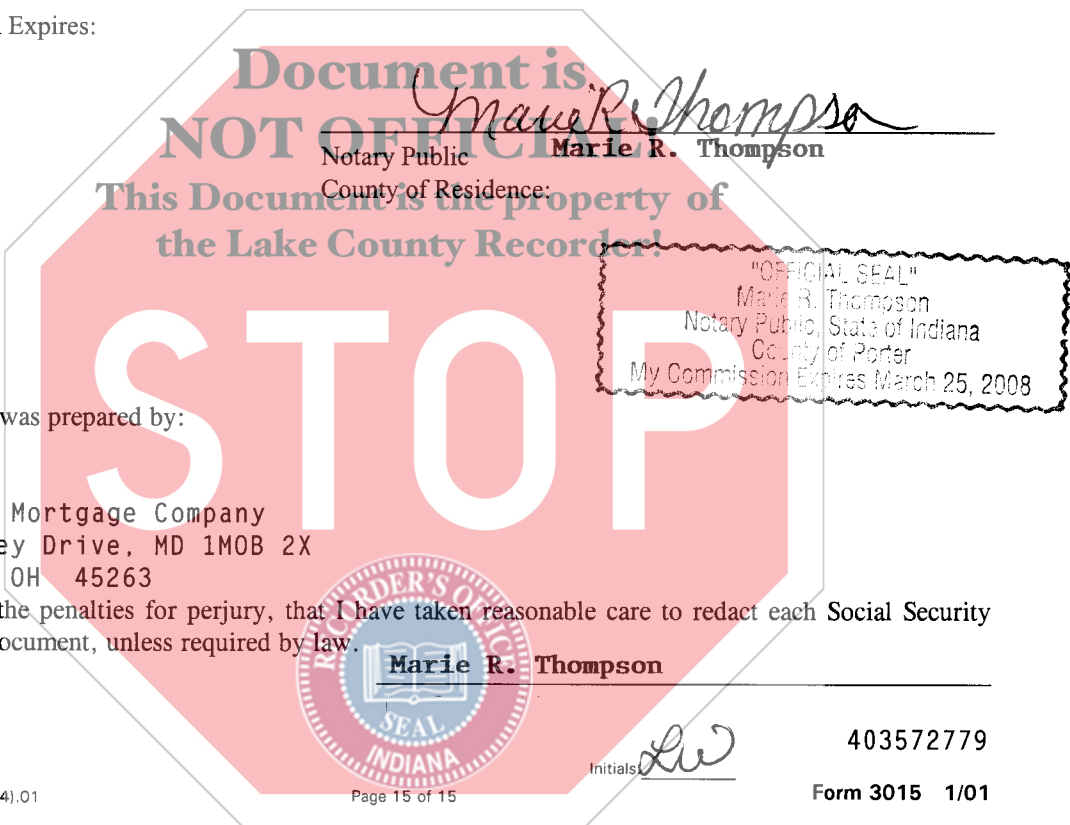 Expires:
Document is
NOT OFFICIAL!
Marie R. Thompson
Notary Public
Marie R. Thompson
County of Residence:
This Document is the property of
the Lake County Recorder!
"OFFICIAL SEAL"
Marie R. Thompson
Notary Public, State of Indiana
County of Porter
My Commission Expires March 25, 2008
STOP
was prepared by:
Mortgage Company
ey Drive, MD 1MOB 2X
OH 45263
the penalties for perjury, that I have taken reasonable care to redact each Social Security
ocument, unless required by law.
Marie R. Thompson
RECORDER'S OFFICE
SEAL
INDIANA
Initials: LW
403572779
4).01
Page 15 of 15
Form 3015 1/01